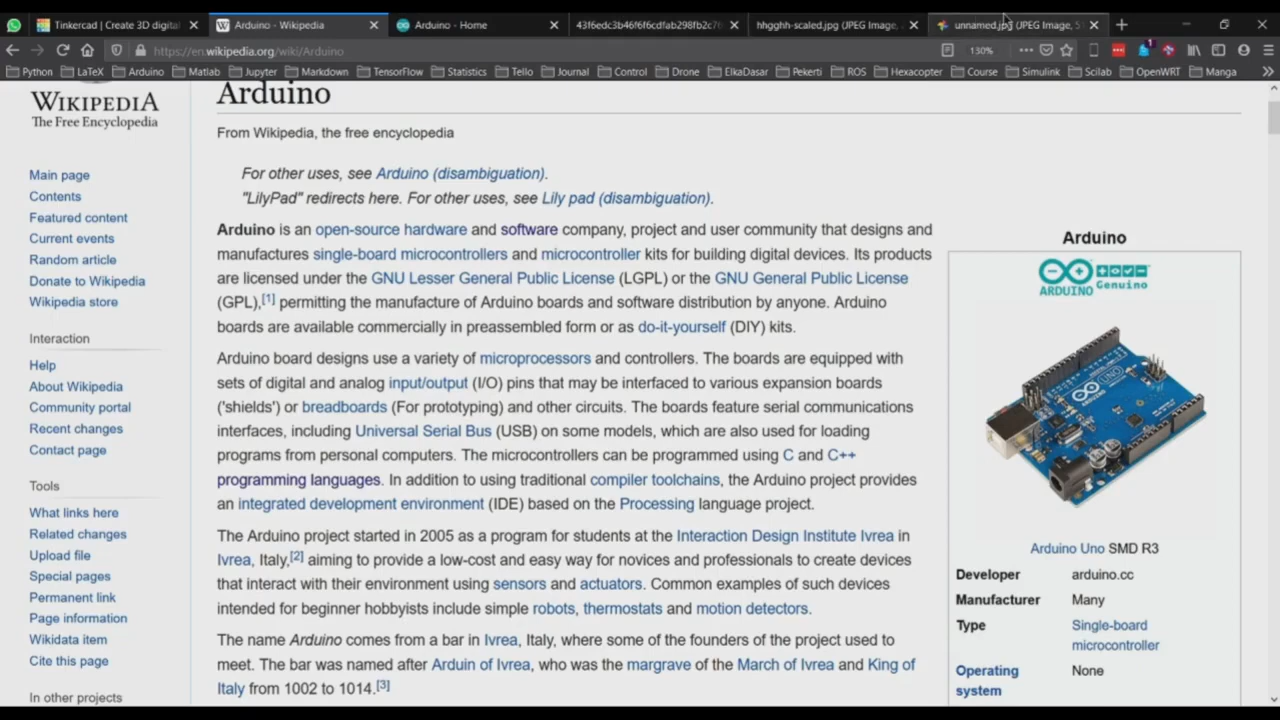 Tinkercad | Create 3D digital
Arduino - Wikipedia
Arduino - Home
hhgghh-scaled.jpg (JPEG Image,
unnamed.jpg (JPEG Image, 5
https://en.wikipedia.org/wiki/Arduino
130%
Python LaTeX Arduino Matlab Jupyter Markdown TensorFlow Statistics Tello Journal Control Drone ElkaDasar Pekerti ROS Hexacopter Course Simulink Scilab OpenWRT Manga
WIKIPEDIA
The Free Encyclopedia
Main page
Contents
Featured content
Current events
Random article
Donate to Wikipedia
Wikipedia store
Interaction
Help
About Wikipedia
Community portal
Recent changes
Contact page
Tools
What links here
Related changes
Upload file
Special pages
Permanent link
Page information
Wikidata item
Cite this page
In other projects
Arduino
From Wikipedia, the free encyclopedia
For other uses, see Arduino (disambiguation).
"LilyPad" redirects here. For other uses, see Lily pad (disambiguation).
Arduino is an open-source hardware and software company, project and user community that designs and
manufactures single-board microcontrollers and microcontroller kits for building digital devices. Its products
are licensed under the GNU Lesser General Public License (LGPL) or the GNU General Public License
(GPL),[1] permitting the manufacture of Arduino boards and software distribution by anyone. Arduino
boards are available commercially in preassembled form or as do-it-yourself (DIY) kits.
Arduino board designs use a variety of microprocessors and controllers. The boards are equipped with
sets of digital and analog input/output (I/O) pins that may be interfaced to various expansion boards
('shields') or breadboards (For prototyping) and other circuits. The boards feature serial communications
interfaces, including Universal Serial Bus (USB) on some models, which are also used for loading
programs from personal computers. The microcontrollers can be programmed using C and C++
programming languages. In addition to using traditional compiler toolchains, the Arduino project provides
an integrated development environment (IDE) based on the Processing language project.
The Arduino project started in 2005 as a program for students at the Interaction Design Institute Ivrea in
Ivrea, Italy,[2] aiming to provide a low-cost and easy way for novices and professionals to create devices
that interact with their environment using sensors and actuators. Common examples of such devices
intended for beginner hobbyists include simple robots, thermostats and motion detectors.
The name Arduino comes from a bar in Ivrea, Italy, where some of the founders of the project used to
meet. The bar was named after Arduin of Ivrea, who was the margrave of the March of Ivrea and King of
Italy from 1002 to 1014.[3]
Arduino
ARDUINO Genuino
UNO
Arduino Uno SMD R3
Developer arduino.cc
Manufacturer Many
Type Single-board
microcontroller
Operating None
system